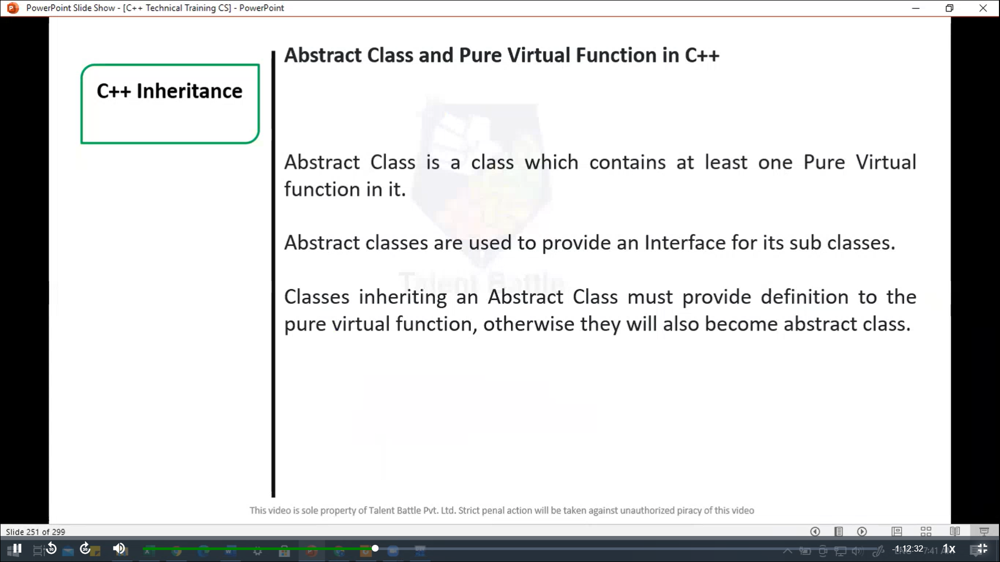 PowerPoint Slide Show - [C++ Technical Training CS] - PowerPoint
Abstract Class and Pure Virtual Function in C++
C++ Inheritance
Abstract Class is a class which contains at least one Pure Virtual
function in it.
Abstract classes are used to provide an Interface for its sub classes.
Talent Battle
Classes inheriting an Abstract Class must provide definition to the
pure virtual function, otherwise they will also become abstract class.
This video is sole property of Talent Battle Pvt. Ltd. Strict penal action will be taken against unauthorized piracy of this video
Slide 251 of 299
10
30
-1:12:32
1x